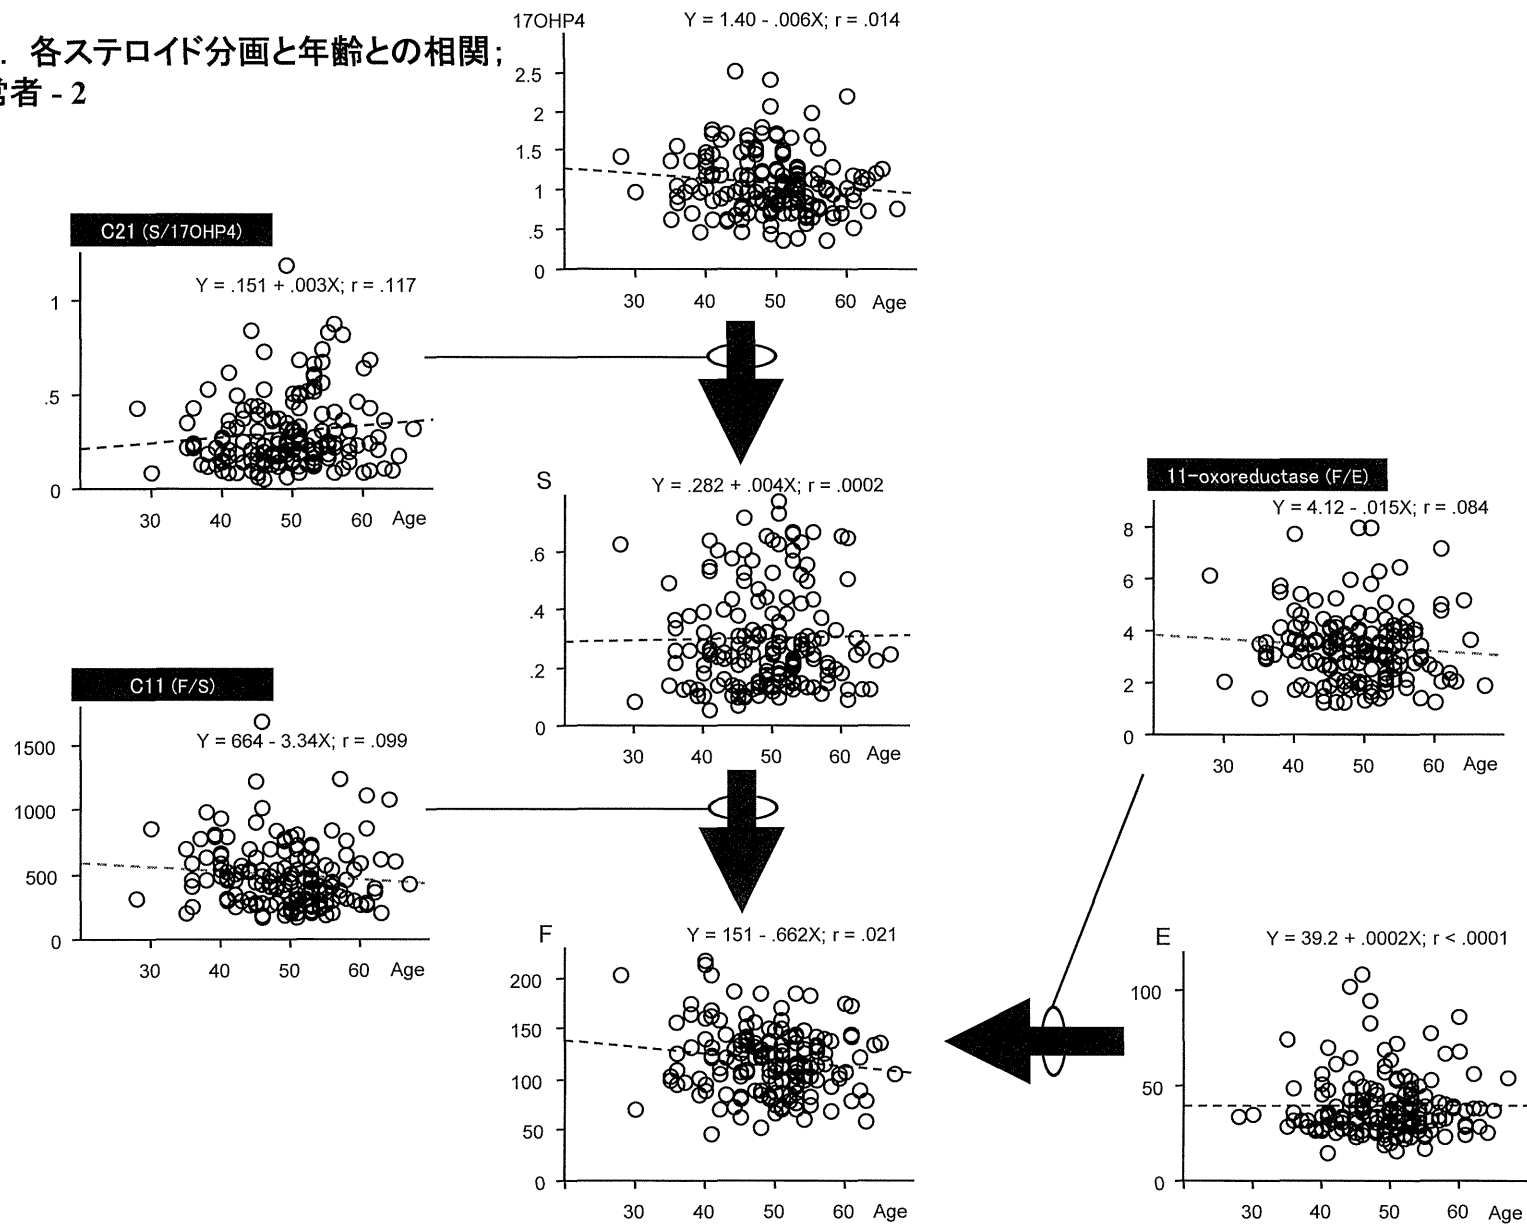 . 各ステロイド分画と年齢との相関;
常者 - 2
17OHP4
Y = 1.40 - .006X; r = .014
2.5
2
1.5
1
.5
0
30 40 50 60 Age
C21 (S/17OHP4)
Y = .151 + .003X; r = .117
1
.5
0
30 40 50 60 Age
S
Y = .282 + .004X; r = .0002
.6
.4
.2
0
30 40 50 60 Age
11-oxoreductase (F/E)
Y = 4.12 - .015X; r = .084
8
6
4
2
0
30 40 50 60 Age
C11 (F/S)
Y = 664 - 3.34X; r = .099
1500
1000
500
0
30 40 50 60 Age
F
Y = 151 - .662X; r = .021
200
150
100
50
0
30 40 50 60 Age
E
Y = 39.2 + .0002X; r < .0001
100
50
0
30 40 50 60 Age